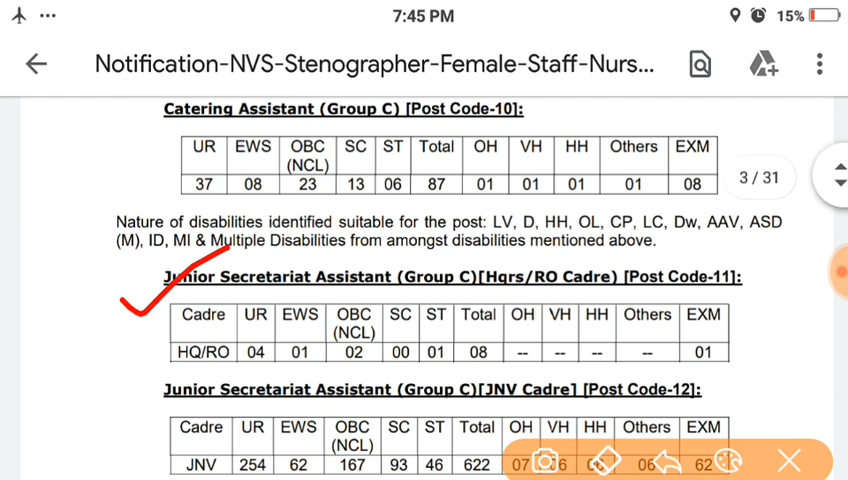 7:45 PM 15%
Notification-NVS-Stenographer-Female-Staff-Nurs...
Catering Assistant (Group C) [Post Code-10]:
UR EWS OBC (NCL) SC ST Total OH VH HH Others EXM
37 08 23 13 06 87 01 01 01 01 08
3 / 31
Nature of disabilities identified suitable for the post: LV, D, HH, OL, CP, LC, Dw, AAV, ASD
(M), ID, MI & Multiple Disabilities from amongst disabilities mentioned above.
Junior Secretariat Assistant (Group C)[Hqrs/RO Cadre) [Post Code-11]:
Cadre UR EWS OBC (NCL) SC ST Total OH VH HH Others EXM
HQ/RO 04 01 02 00 01 08 -- -- -- -- 01
Junior Secretariat Assistant (Group C)[JNV Cadre] [Post Code-12]:
Cadre UR EWS OBC (NCL) SC ST Total OH VH HH Others EXM
JNV 254 62 167 93 46 622 07 06 06 06 62